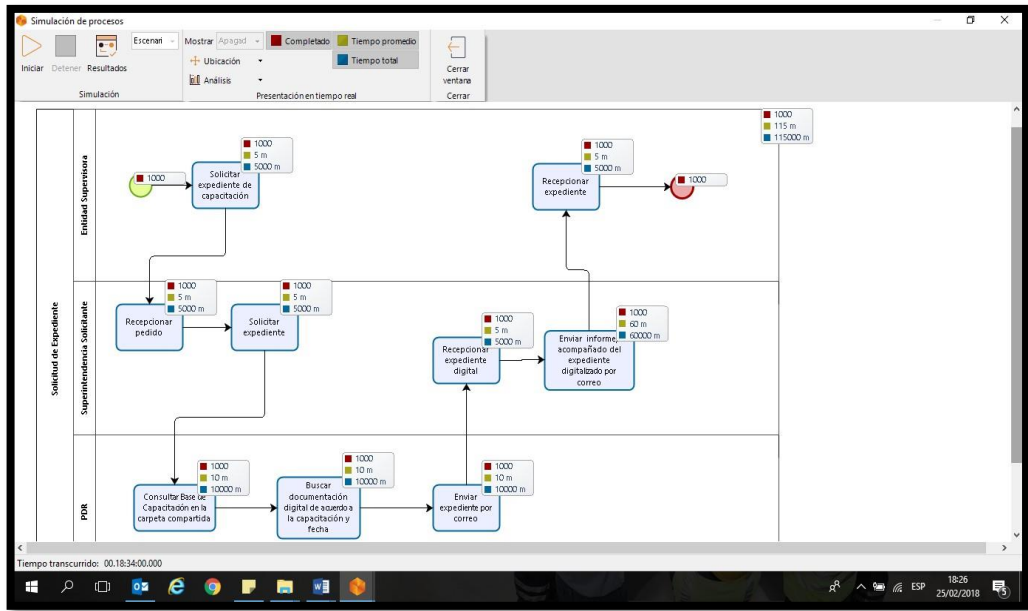 Simulación de procesos
Iniciar
Detener
Resultados
Escenari
Simulación
Mostrar Apagad
Completado
Tiempo promedio
Ubicación
Tiempo total
Análisis
Presentación en tiempo real
Cerrar ventana
Cerrar
1000
115 m
115000 m
Solicitud de Expediente
Entidad Supervisora
1000
Solicitar
expediente de
capacitación
1000
5 m
5000 m
Recepcionar
expediente
1000
5 m
5000 m
1000
Superintendencia Solicitante
Recepcionar
pedido
1000
5 m
5000 m
Solicitar
expediente
1000
5 m
5000 m
Recepcionar
expediente
digital
1000
5 m
5000 m
Enviar informe,
acompañado del
expediente
digitalizado por
correo
1000
60 m
60000 m
PDR
Consultar Base de
Capacitación en la
carpeta compartida
1000
10 m
10000 m
Buscar
documentación
digital de acuerdo a
la capacitación y
fecha
1000
10 m
10000 m
Enviar
expediente por
correo
1000
10 m
10000 m
Tiempo transcurrido: 00.18:34:00.000
ESP
18:26
25/02/2018
5